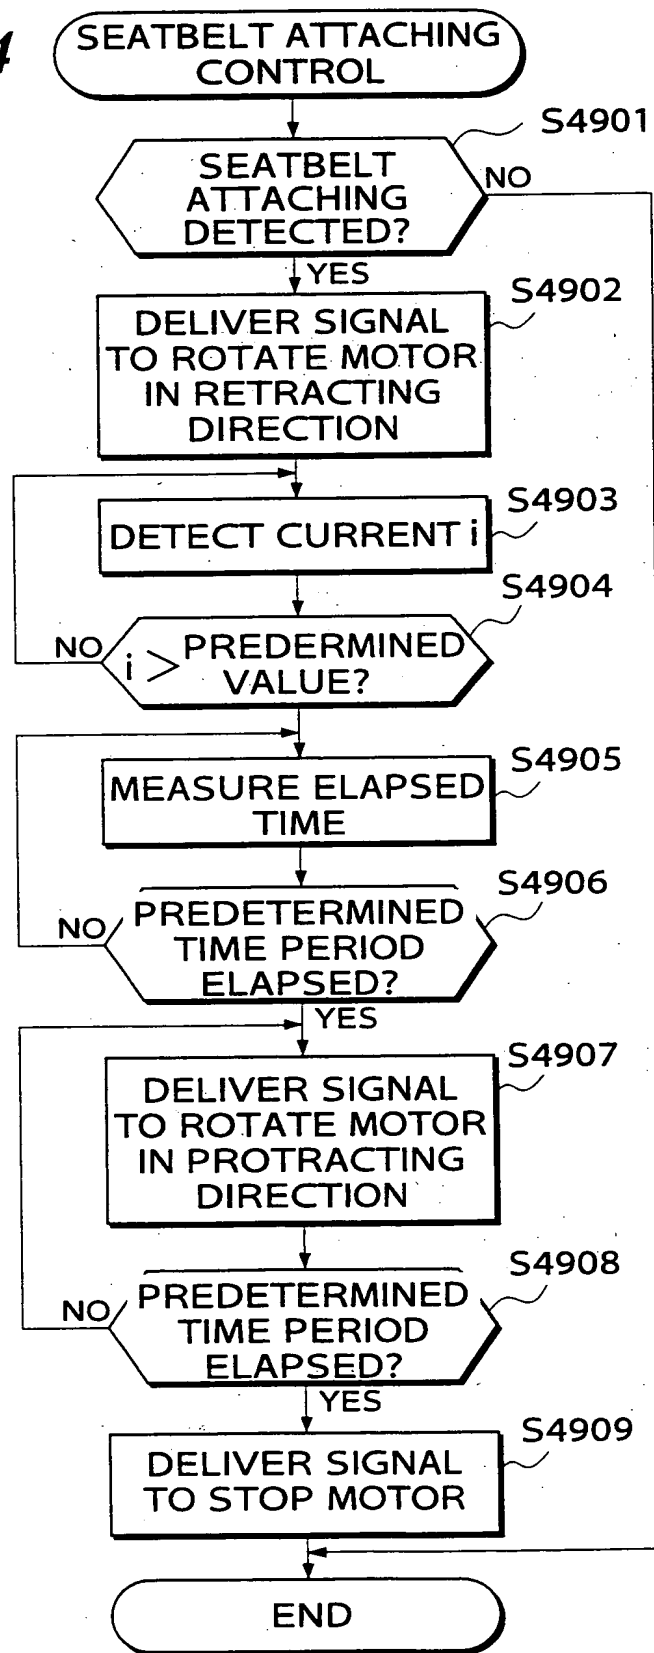 4
SEATBELT ATTACHING
CONTROL
S4901
SEATBELT
ATTACHING
DETECTED?
NO
YES
S4902
DELIVER SIGNAL
TO ROTATE MOTOR
IN RETRACTING
DIRECTION
S4903
DETECT CURRENT i
S4904
NO
i > PREDERMINED
VALUE?
S4905
MEASURE ELAPSED
TIME
S4906
PREDETERMINED
TIME PERIOD
ELAPSED?
NO
YES
S4907
DELIVER SIGNAL
TO ROTATE MOTOR
IN PROTRACTING
DIRECTION
S4908
PREDETERMINED
TIME PERIOD
ELAPSED?
NO
YES
S4909
DELIVER SIGNAL
TO STOP MOTOR
END